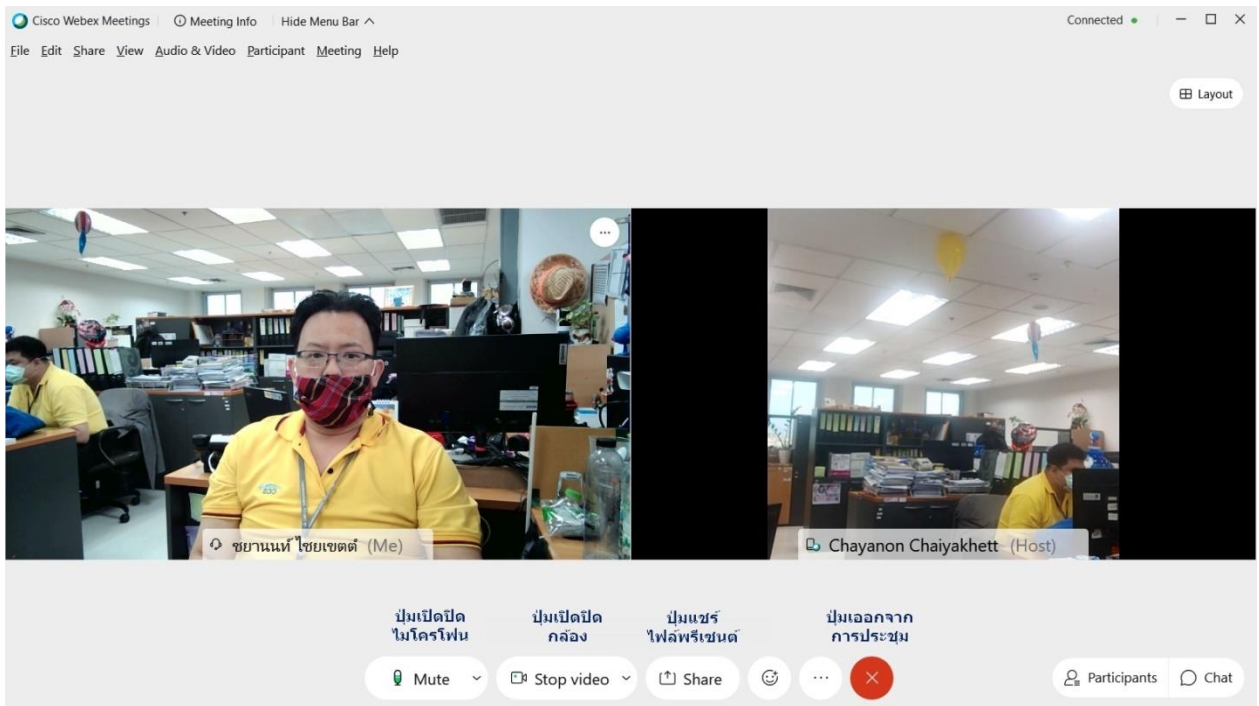 Cisco Webex Meetings
Meeting Info
Hide Menu Bar
Connected
File Edit Share View Audio & Video Participant Meeting Help
Layout
ชยานนท์ ไชยเขตต์ (Me)
Chayanon Chaiyakhett (Host)
ปุ่มเปิดปิด
ไมโครโฟน
ปุ่มเปิดปิด
กล้อง
ปุ่มแชร์
ไฟล์พรีเซนต์
ปุ่มเออกจาก
การประชุม
Mute
Stop video
Share
Participants
Chat